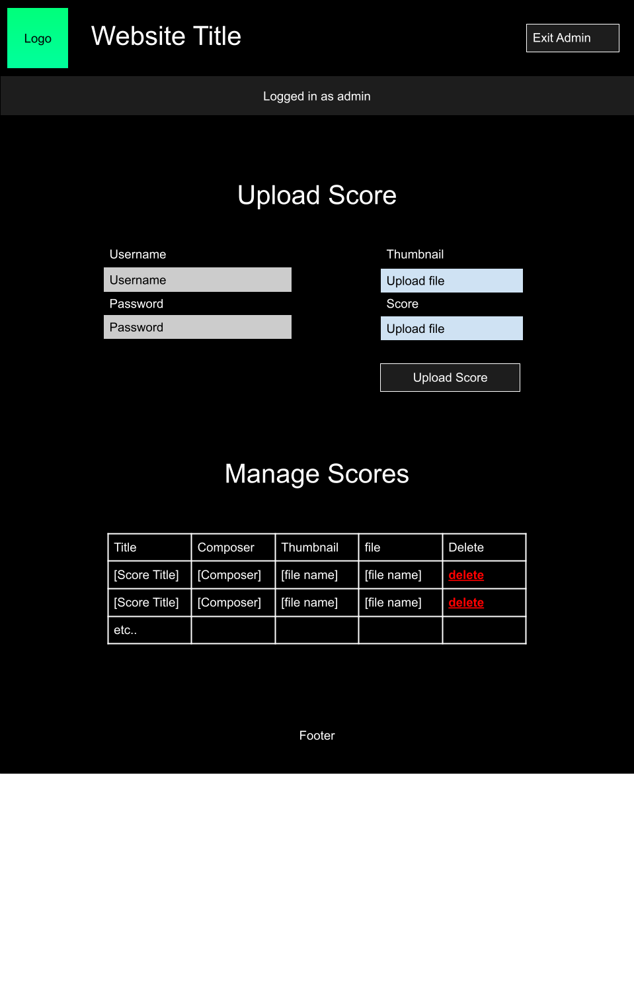 Logo
Website Title
Exit Admin
Logged in as admin
Upload Score
Username
Username
Password
Password
Thumbnail
Upload file
Score
Upload file
Upload Score
Manage Scores
Title Composer Thumbnail file Delete
[Score Title] [Composer] [file name] [file name] delete
[Score Title] [Composer] [file name] [file name] delete
etc..
Footer